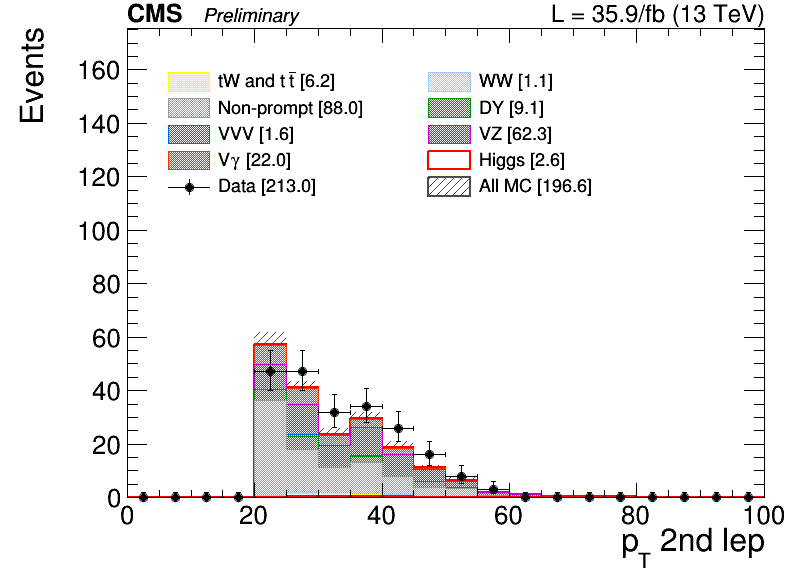 CMS Preliminary L = 35.9/fb (13 TeV)
Events
160
140
120
100
80
60
40
20
0
tW and t t̅ [6.2]
Non-prompt [88.0]
VVV [1.6]
Vγ [22.0]
Data [213.0]
WW [1.1]
DY [9.1]
VZ [62.3]
Higgs [2.6]
All MC [196.6]
0 20 40 60 80 100
p_T 2nd lep